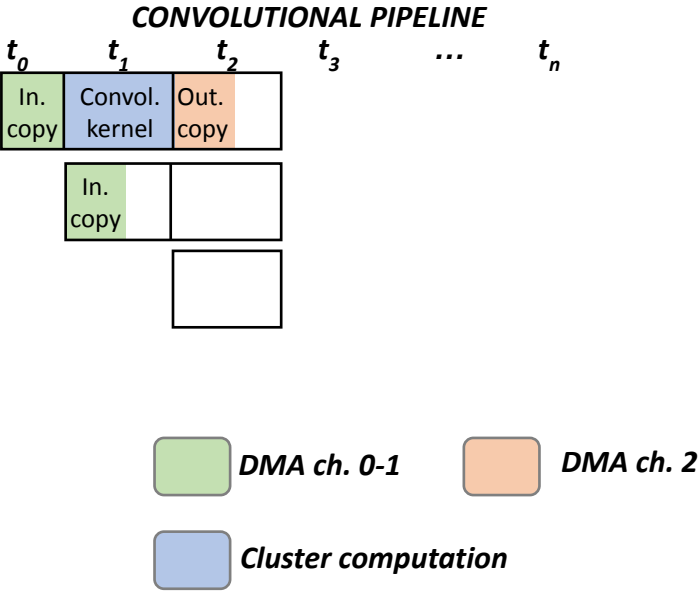 CONVOLUTIONAL PIPELINE
t0 t1 t2 t3 ... tn
In. copy
Convol. kernel
Out. copy
In. copy
DMA ch. 0-1
DMA ch. 2
Cluster computation